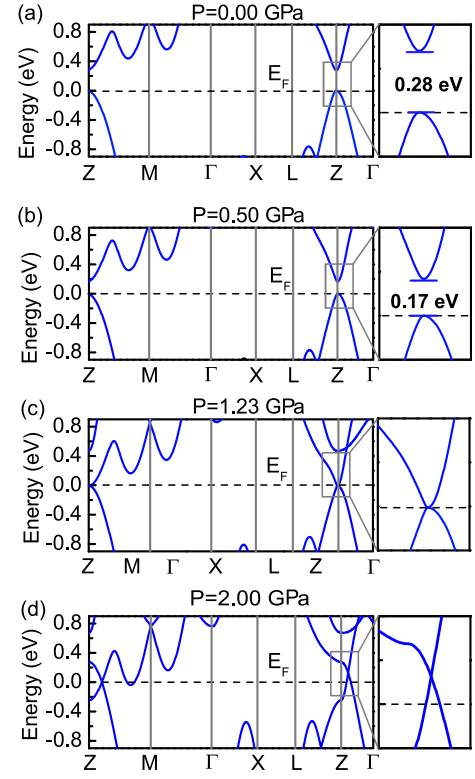 (a) P=0.00 GPa
Energy (eV)
0.8
0.4
0.0
-0.4
-0.8
E_F
0.28 eV
Z M Γ X L Z Γ
(b) P=0.50 GPa
Energy (eV)
0.8
0.4
0.0
-0.4
-0.8
E_F
0.17 eV
Z M Γ X L Z Γ
(c) P=1.23 GPa
Energy (eV)
0.8
0.4
0.0
-0.4
-0.8
E_F
Z M Γ X L Z Γ
(d) P=2.00 GPa
Energy (eV)
0.8
0.4
0.0
-0.4
-0.8
E_F
Z M Γ X L Z Γ